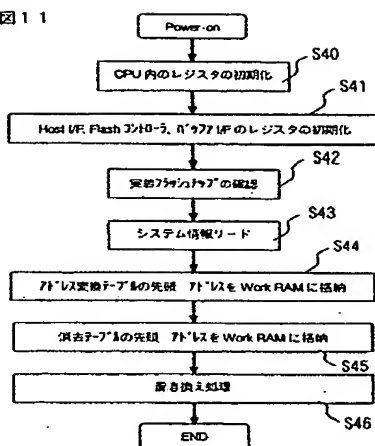 図11
Power-on
S40
CPU 内のレジスタの初期化
S41
Host I/F, Flash コントローラ, バッファ I/F のレジスタの初期化
S42
実装フラッシュチップの確認
S43
システム情報リード
S44
アドレス変換テーブルの先頭 アドレスを Work RAM に格納
消去テーブルの先頭 アドレスを Work RAM に格納
S45
置き換え処理
S46
END